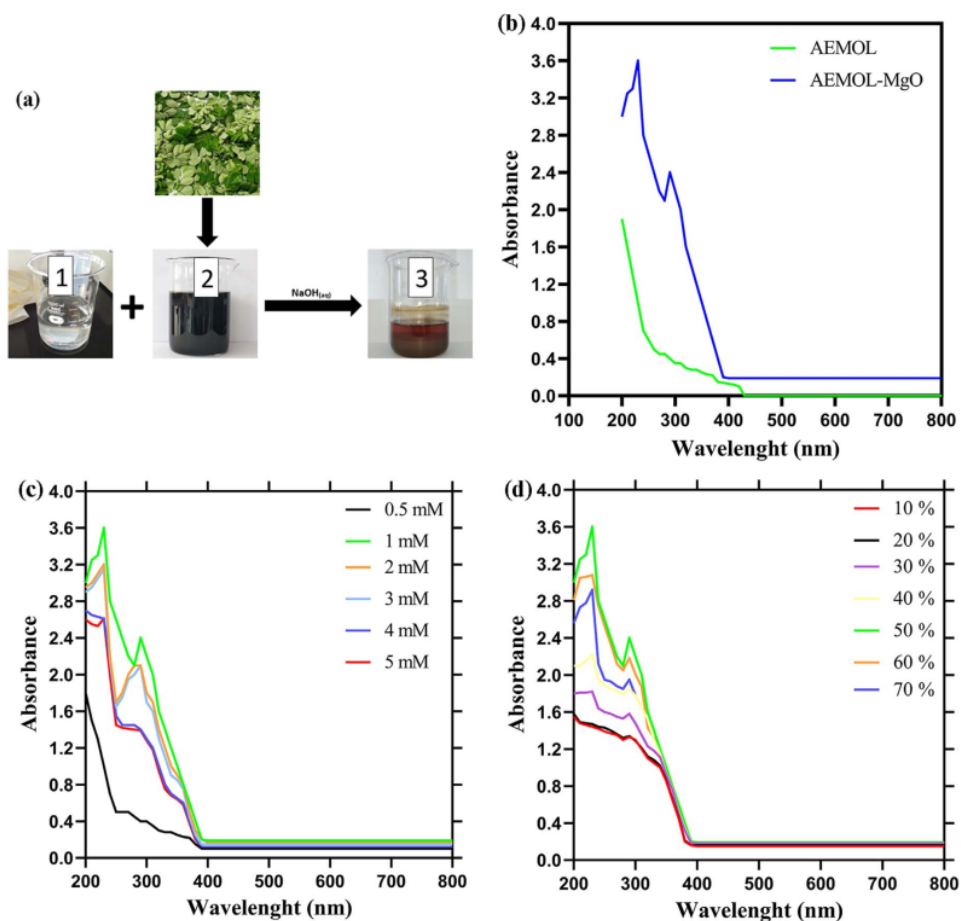 (a)
1
+
2
NaOH(aq)
3
(b)
AEMOL
AEMOL-MgO
Absorbance
4.0
3.6
3.2
2.8
2.4
2.0
1.6
1.2
0.8
0.4
0.0
100 200 300 400 500 600 700 800
Wavelenght (nm)
(c)
0.5 mM
1 mM
2 mM
3 mM
4 mM
5 mM
Absorbance
4.0
3.6
3.2
2.8
2.4
2.0
1.6
1.2
0.8
0.4
0.0
200 300 400 500 600 700 800
Wavelenght (nm)
(d)
10 %
20 %
30 %
40 %
50 %
60 %
70 %
Absorbance
4.0
3.6
3.2
2.8
2.4
2.0
1.6
1.2
0.8
0.4
0.0
200 300 400 500 600 700 800
Wavelenght (nm)